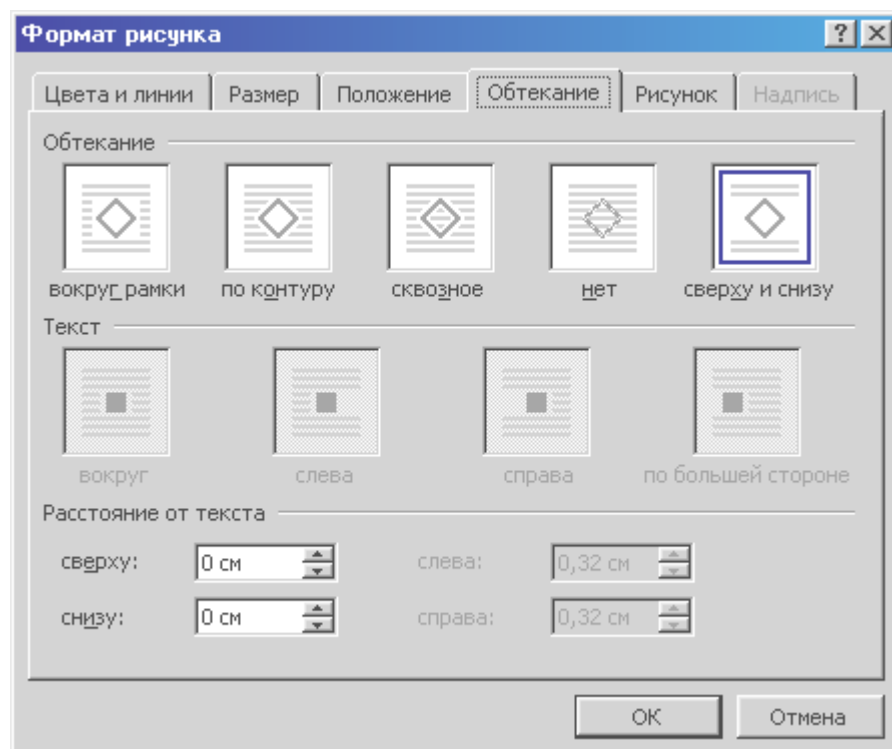 Формат рисунка
Цвета и линии Размер Положение Обтекание Рисунок Надпись
Обтекание
вокруг рамки по контуру сквозное нет сверху и снизу
Текст
вокруг слева справа по большей стороне
Расстояние от текста
сверху: 0 см слева: 0,32 см
снизу: 0 см справа: 0,32 см
ОК Отмена